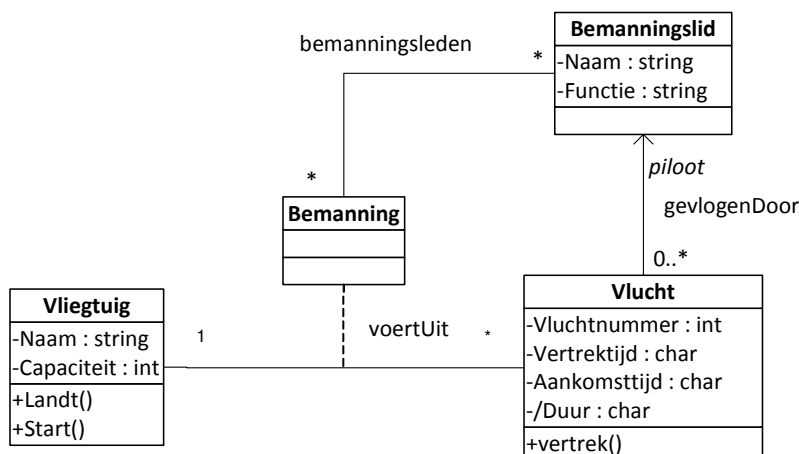 Bemanningslid
bemanningsleden
*
-Naam : string
-Functie : string
piloot
gevlogenDoor
*
Bemanning
0..*
Vliegtuig
-Naam : string
-Capaciteit : int
+Landt()
+Start()
1
voertUit
*
Vlucht
-Vluchtnummer : int
-Vertrektijd : char
-Aankomsttijd : char
-/Duur : char
+vertrek()